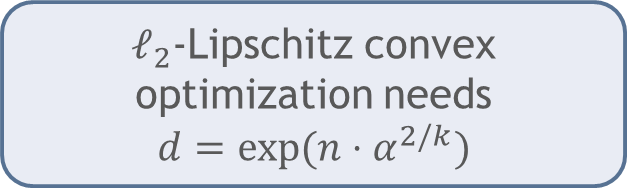 ℓ₂-Lipschitz convex
optimization needs
𝑑 = exp(𝑛 · 𝛼^{2/𝑘})